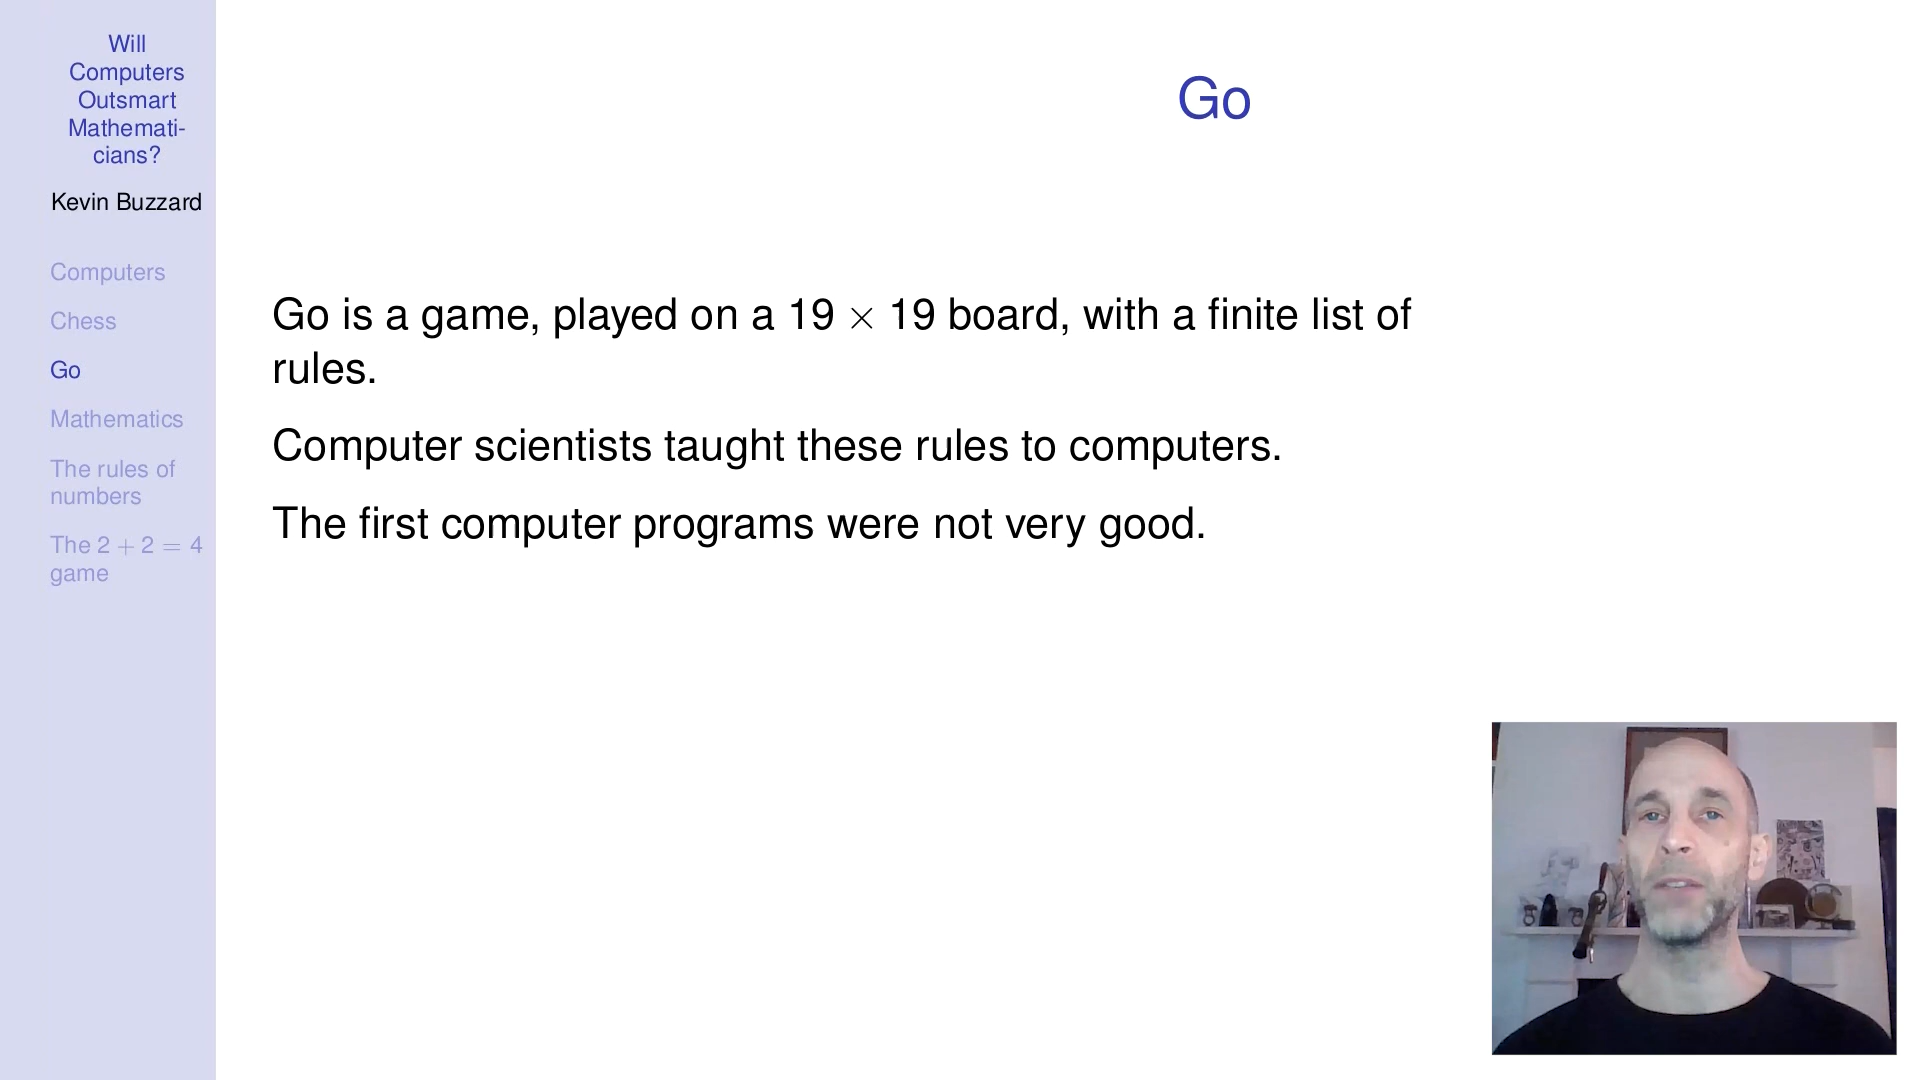 Will
Computers
Outsmart
Mathemati-
cians?
Kevin Buzzard
Computers
Chess
Go
Mathematics
The rules of
numbers
The 2 + 2 = 4
game
Go
Go is a game, played on a 19 × 19 board, with a finite list of
rules.
Computer scientists taught these rules to computers.
The first computer programs were not very good.